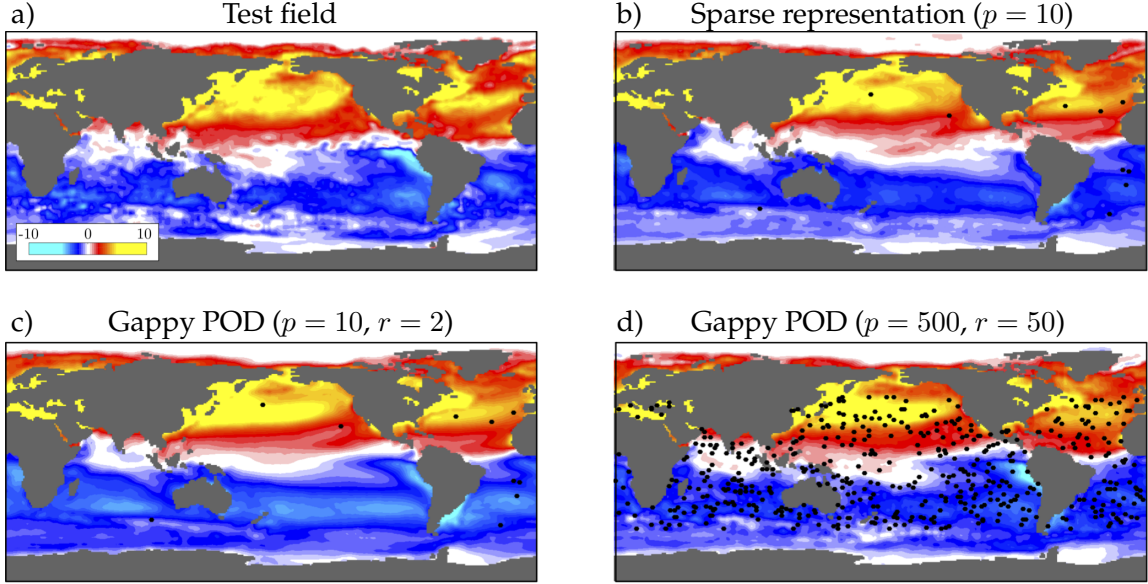 a) Test field
b) Sparse representation (p = 10)
-10 0 10
c) Gappy POD (p = 10, r = 2)
d) Gappy POD (p = 500, r = 50)